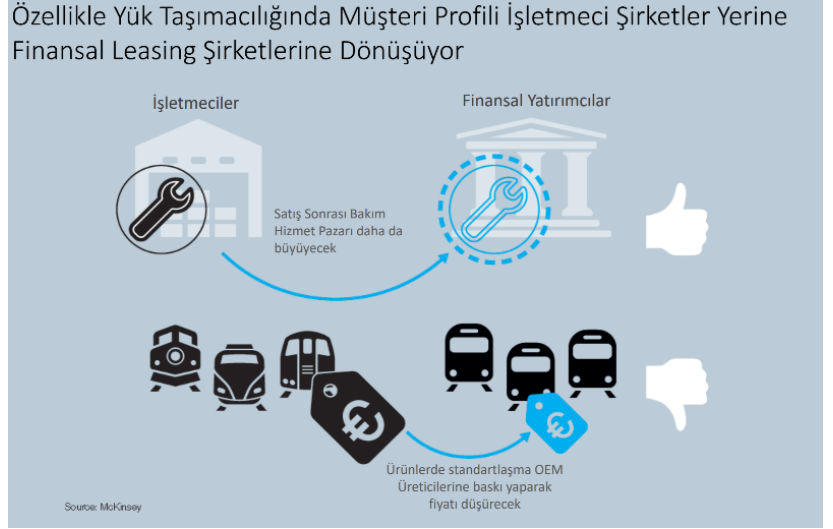 Özellikle Yük Taşımacılığında Müşteri Profili İşletmeci Şirketler Yerine
Finansal Leasing Şirketlerine Dönüşüyor
İşletmeciler
Finansal Yatırımcılar
Satış Sonrası Bakım
Hizmet Pazarı daha da
büyüyecek
€
€
Ürünlerde standartlaşma OEM
Üreticilerine baskı yaparak
fiyatı düşürecek
Source: McKinsey